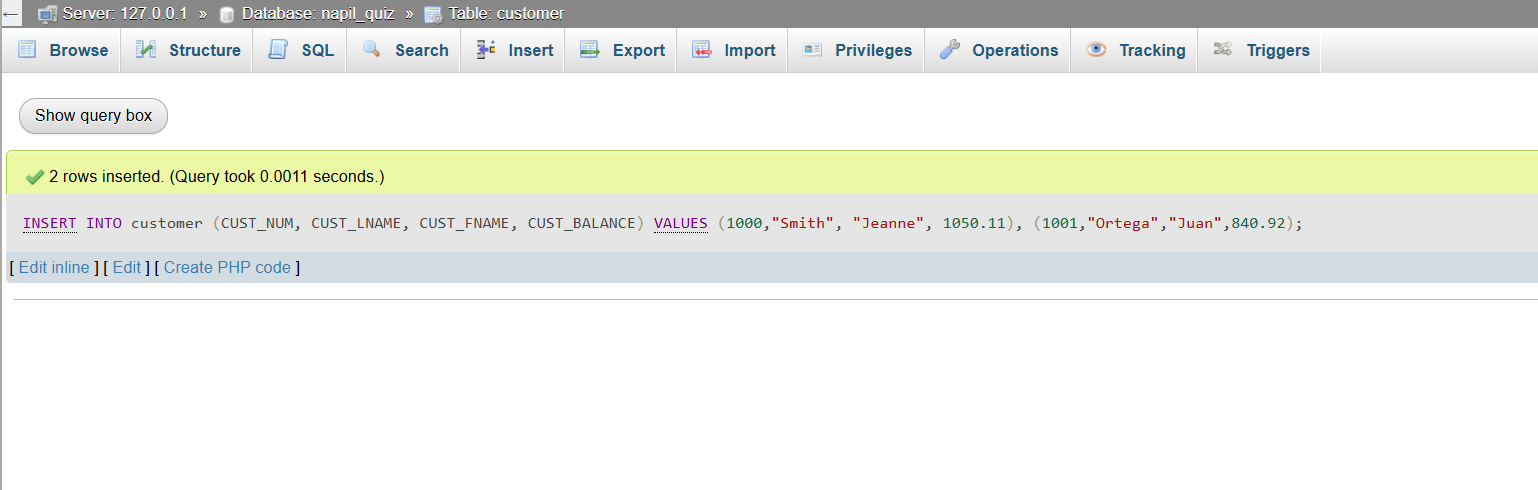 ← Server: 127.0.0.1 » Database: napil_quiz » Table: customer
Browse Structure SQL Search Insert Export Import Privileges Operations Tracking Triggers
Show query box
2 rows inserted. (Query took 0.0011 seconds.)
INSERT INTO customer (CUST_NUM, CUST_LNAME, CUST_FNAME, CUST_BALANCE) VALUES (1000,"Smith", "Jeanne", 1050.11), (1001,"Ortega","Juan",840.92);
[ Edit inline ] [ Edit ] [ Create PHP code ]